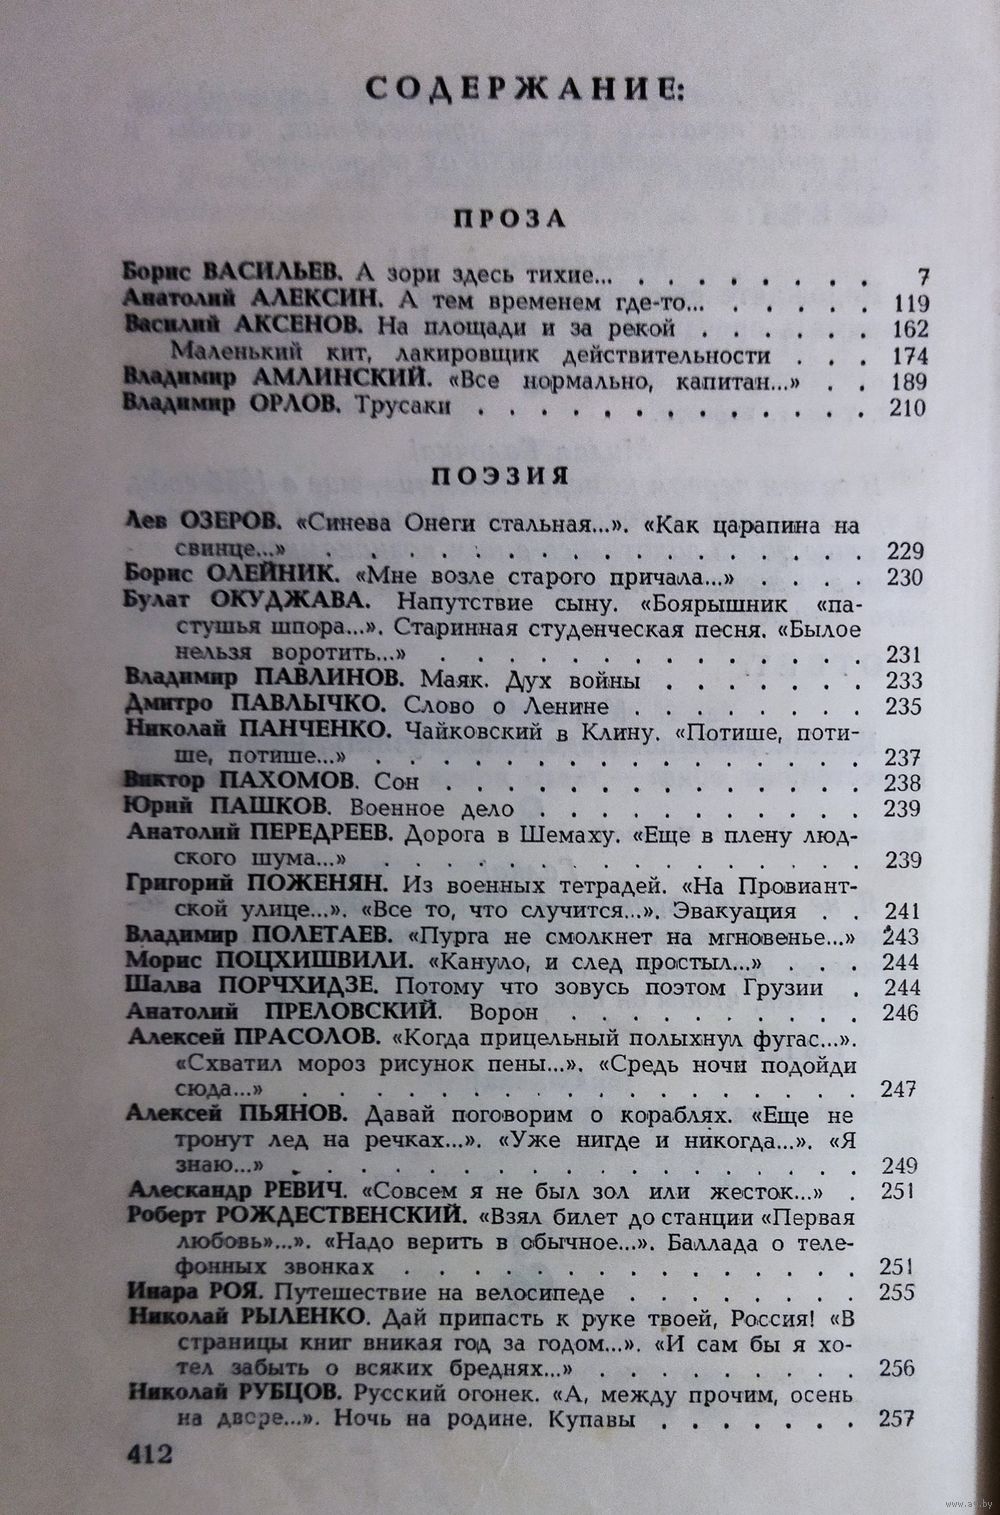 СОДЕРЖАНИЕ:
ПРОЗА
Борис ВАСИЛЬЕВ. А зори здесь тихие... . . . . . . . . 7
Анатолий АЛЕКСИН. А тем временем где-то... . . . . . . 119
Василий АКСЕНОВ. На площади и за рекой . . . . . . 162
Маленький кит, лакировщик действительности . . . 174
Владимир АМЛИНСКИЙ. «Все нормально, капитан...» . . 189
Владимир ОРЛОВ. Трусаки . . . . . . . . . . . . . 210
ПОЭЗИЯ
Лев ОЗЕРОВ. «Синева Онеги стальная...». «Как царапина на
свинце...» . . . . . . . . . . . . . . . 229
Борис ОЛЕЙНИК. «Мне возле старого причала...» . . . . 230
Булат ОКУДЖАВА. Напутствие сыну. «Боярышник «па-
стушья шпора...». Старинная студенческая песня. «Былое
нельзя воротить...» . . . . . . . . . . . . 231
Владимир ПАВЛИНОВ. Маяк. Дух войны . . . . . . . 233
Дмитро ПАВЛЫЧКО. Слово о Ленине . . . . . . . . 235
Николай ПАНЧЕНКО. Чайковский в Клину. «Потише, поти-
ше, потише...» . . . . . . . . . . . . . . 237
Виктор ПАХОМОВ. Сон . . . . . . . . . . . . . . 238
Юрий ПАШКОВ. Военное дело . . . . . . . . . . . 239
Анатолий ПЕРЕДРЕЕВ. Дорога в Шемаху. «Еще в плену люд-
ского шума...» . . . . . . . . . . . . . . 239
Григорий ПОЖЕНЯН. Из военных тетрадей. «На Провиант-
ской улице...». «Все то, что случится...». Эвакуация . . 241
Владимир ПОЛЕТАЕВ. «Пурга не смолкнет на мгновенье...» 243
Морис ПОЦХИШВИЛИ. «Кануло, и след простыл...» . . . 244
Шалва ПОРЧХИДЗЕ. Потому что зовусь поэтом Грузии . 244
Анатолий ПРЕЛОВСКИЙ. Ворон . . . . . . . . . . 246
Алексей ПРАСОЛОВ. «Когда прицельный полыхнул фугас...».
«Схватил мороз рисунок пены...». «Средь ночи подойди
сюда...» . . . . . . . . . . . . . . . . 247
Алексей ПЬЯНОВ. Давай поговорим о кораблях. «Еще не
тронут лед на речках...». «Уже нигде и никогда...». «Я
знаю...» . . . . . . . . . . . . . . . . 249
Алескандр РЕВИЧ. «Совсем я не был зол или жесток...» . 251
Роберт РОЖДЕСТВЕНСКИЙ. «Взял билет до станции «Первая
любовь»...». «Надо верить в обычное...». Баллада о теле-
фонных звонках . . . . . . . . . . . . . . 251
Инара РОЯ. Путешествие на велосипеде . . . . . . . . 255
Николай РЫЛЕНКО. Дай припасть к руке твоей, Россия! «В
страницы книг вникая год за годом...». «И сам бы я хо-
тел забыть о всяких бреднях...» . . . . . . . . . 256
Николай РУБЦОВ. Русский огонек. «А, между прочим, осень
на дворе...». Ночь на родине. Купавы . . . . . . . 257
412
www.ay.by